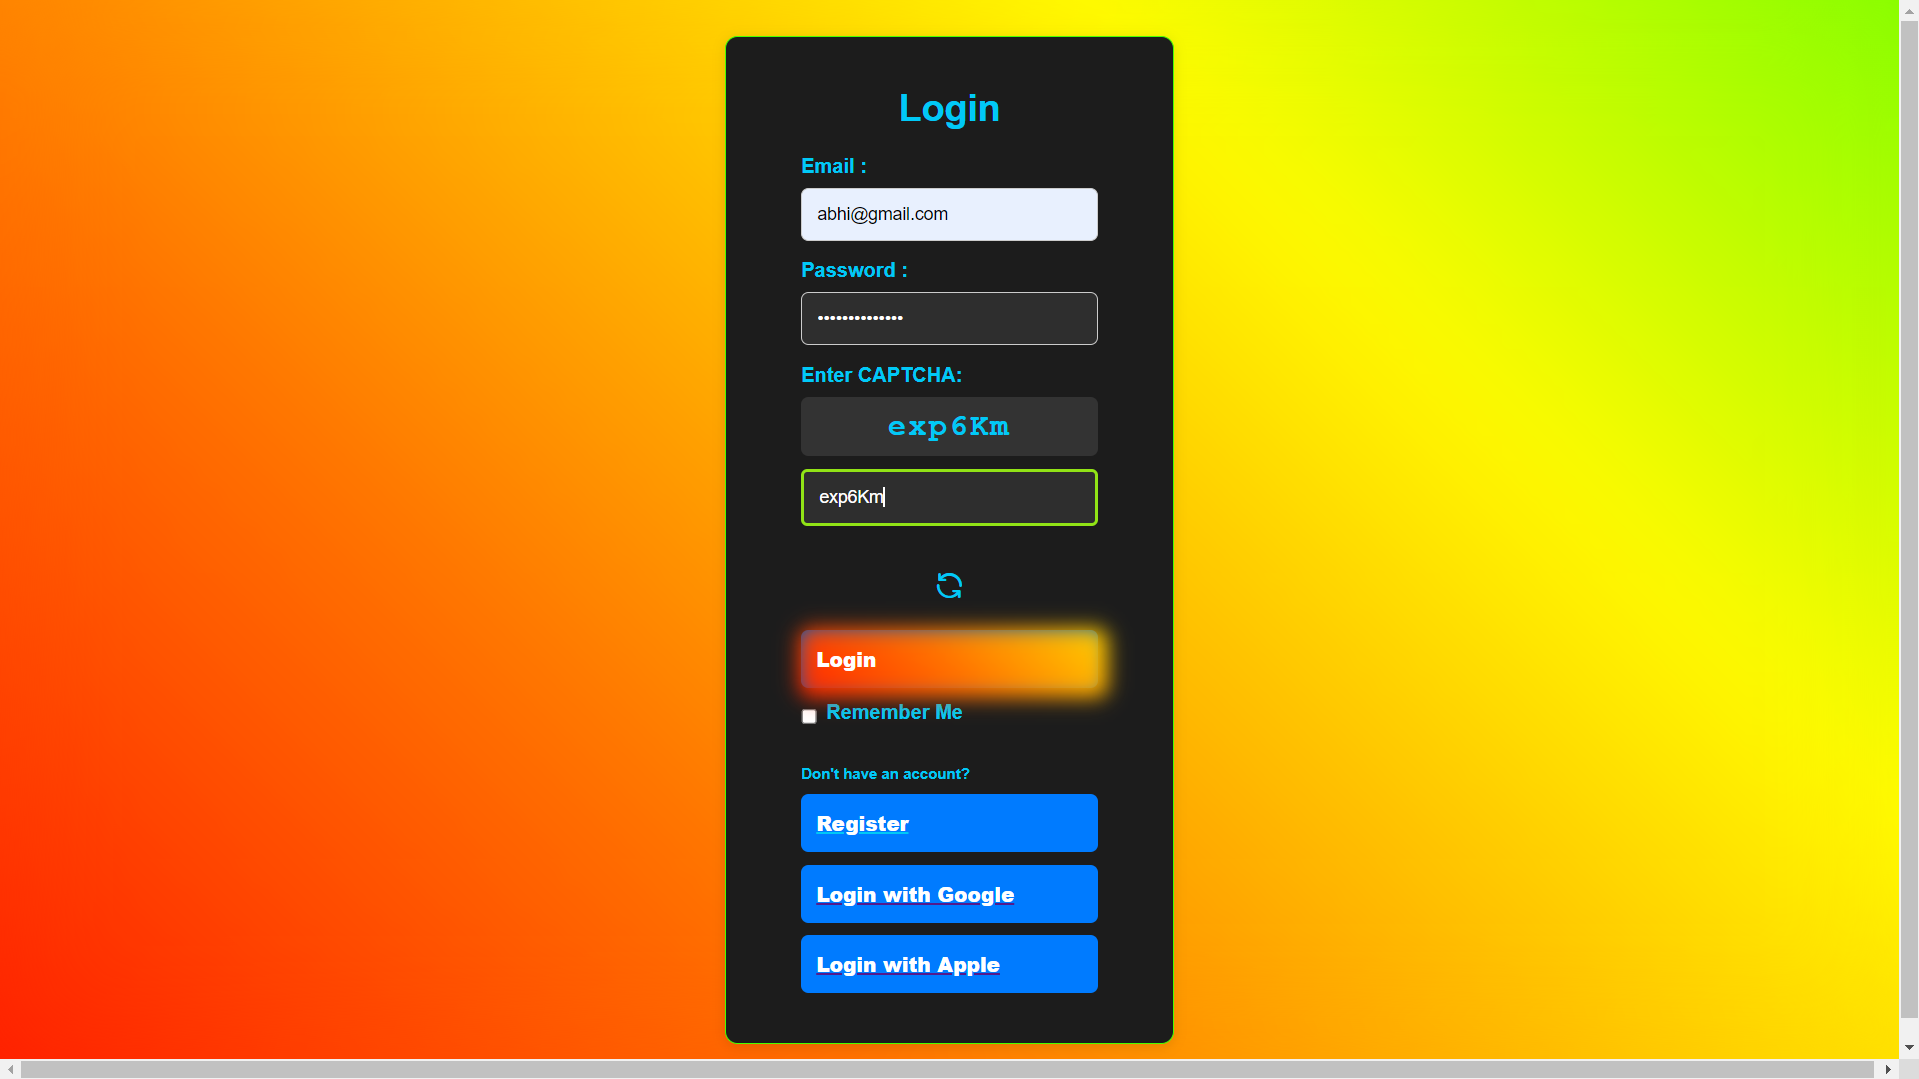 Login
Email :
abhi@gmail.com
Password :
••••••••••••••
Enter CAPTCHA:
exp6Km
exp6Km
Login
Remember Me
Don't have an account?
Register
Login with Google
Login with Apple